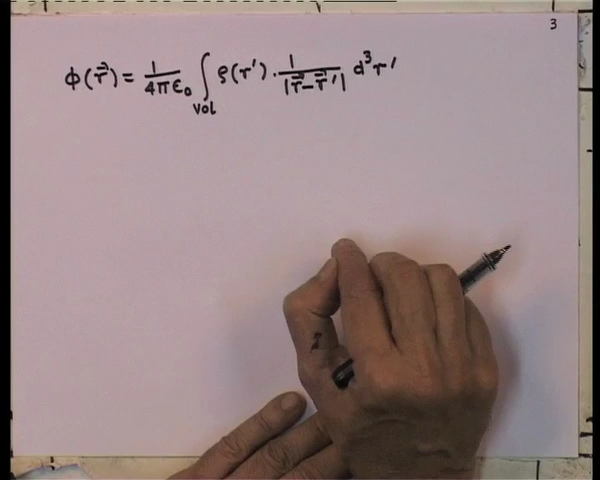 3
ϕ(r⃗) = 1/4πϵ₀ ∫_vol ρ(r′) · 1/|r⃗ − r⃗′| d³r′